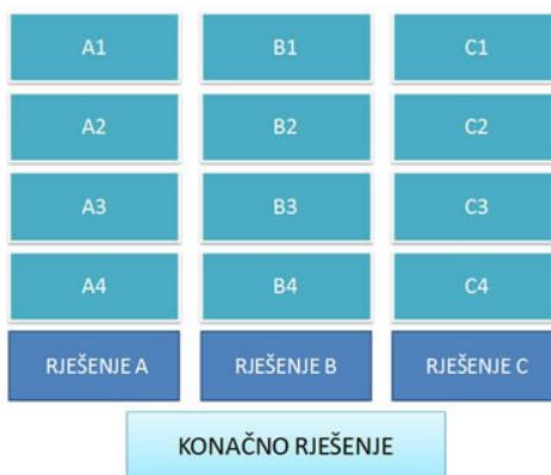 A1 B1 C1
A2 B2 C2
A3 B3 C3
A4 B4 C4
RJEŠENJE A RJEŠENJE B RJEŠENJE C
KONAČNO RJEŠENJE